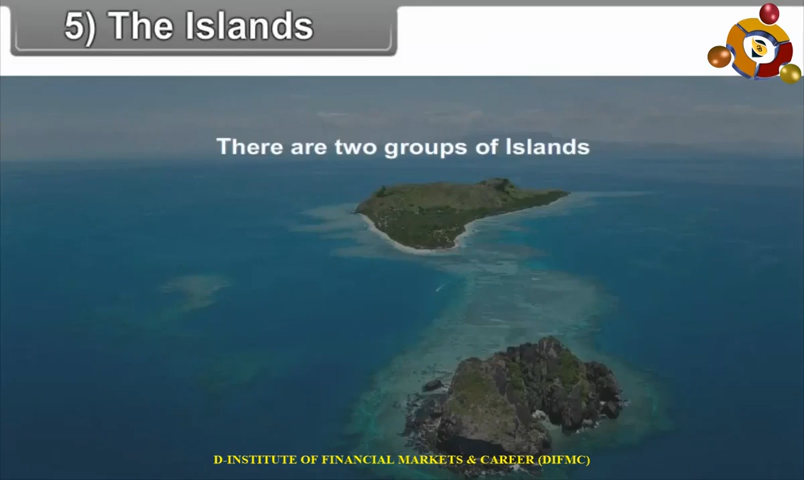 5) The Islands
There are two groups of Islands
D-INSTITUTE OF FINANCIAL MARKETS & CAREER (DIFMC)